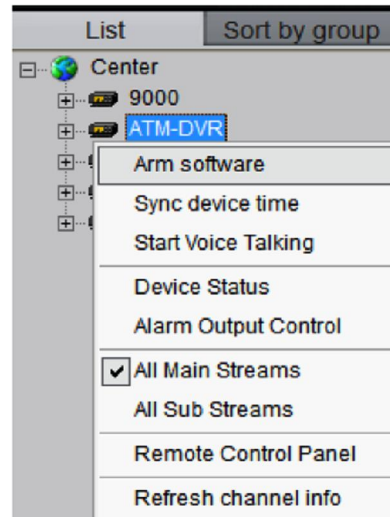 List
Sort by group
Center
9000
ATM-DVR
Arm software
Sync device time
Start Voice Talking
Device Status
Alarm Output Control
All Main Streams
All Sub Streams
Remote Control Panel
Refresh channel info